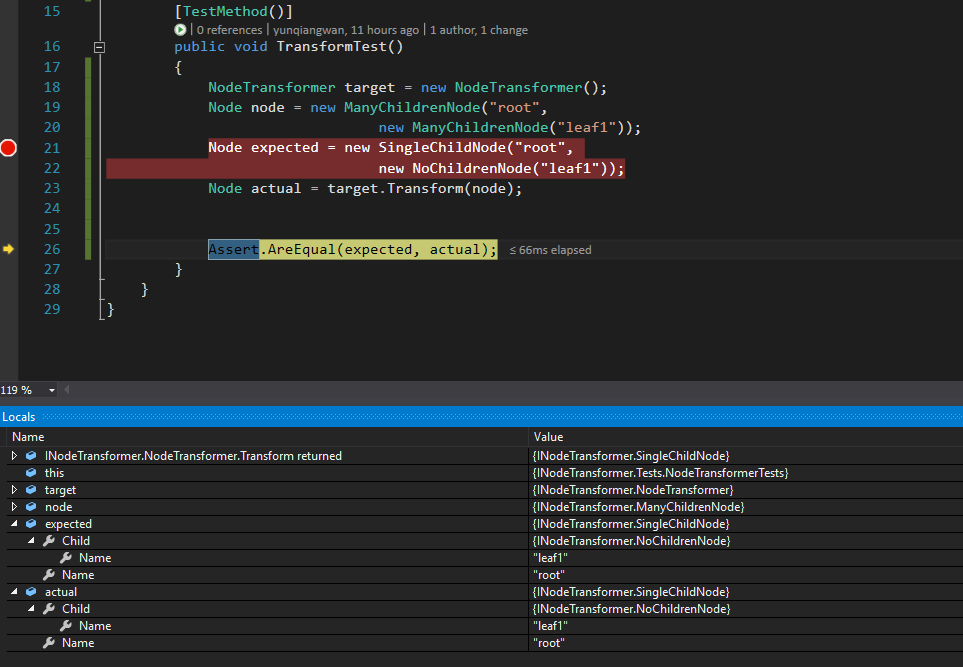 15 [TestMethod()]
0 references | yunqiangwan, 11 hours ago | 1 author, 1 change
16 public void TransformTest()
17 {
18 NodeTransformer target = new NodeTransformer();
19 Node node = new ManyChildrenNode("root",
20 new ManyChildrenNode("leaf1"));
21 Node expected = new SingleChildNode("root",
22 new NoChildrenNode("leaf1"));
23 Node actual = target.Transform(node);
24
25
26 Assert.AreEqual(expected, actual); ≤ 66ms elapsed
27 }
28 }
29 }
119 %
Locals
Name Value
INodeTransformer.NodeTransformer.Transform returned {INodeTransformer.SingleChildNode}
this {INodeTransformer.Tests.NodeTransformerTests}
target {INodeTransformer.NodeTransformer}
node {INodeTransformer.ManyChildrenNode}
expected {INodeTransformer.SingleChildNode}
Child {INodeTransformer.NoChildrenNode}
Name "leaf1"
Name "root"
actual {INodeTransformer.SingleChildNode}
Child {INodeTransformer.NoChildrenNode}
Name "leaf1"
Name "root"